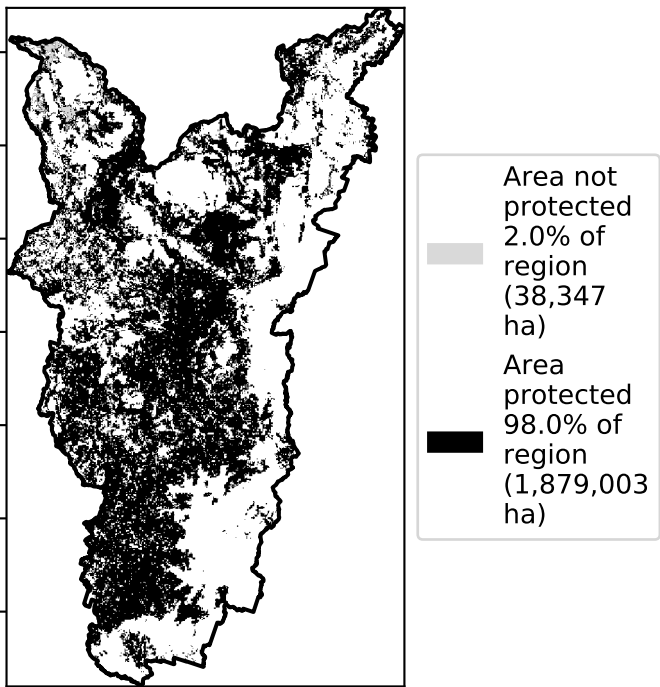 Area not
protected
2.0% of
region
(38,347
ha)
Area
protected
98.0% of
region
(1,879,003
ha)